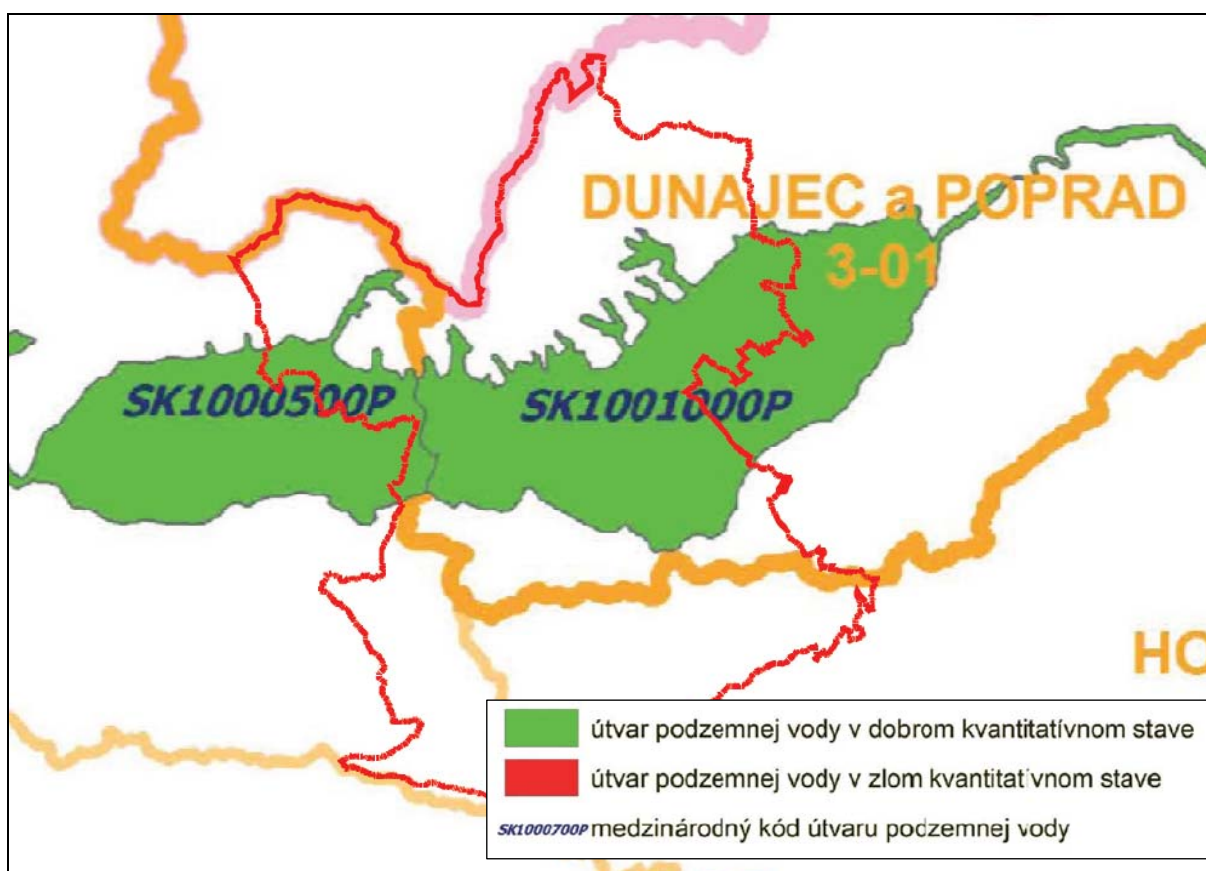 DUNAJEC a POPRAD
3-01
SK1000500P
SK1001000P
HO
útvar podzemnej vody v dobrom kvantitatívnom stave
útvar podzemnej vody v zlom kvantitatívnom stave
SK1000700P medzinárodný kód útvaru podzemnej vody